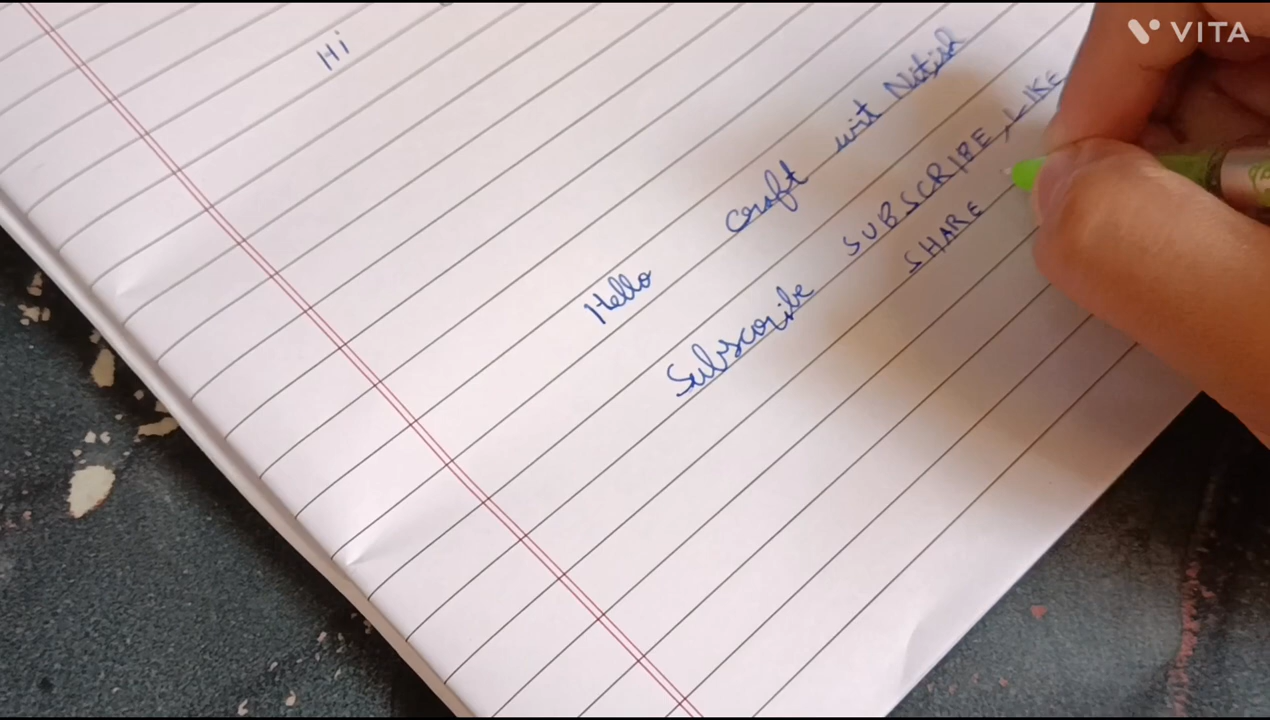 VITA
Hi
Hello craft wit Nitish
Subscribe SUBSCRIBE, LIKE
SHARE